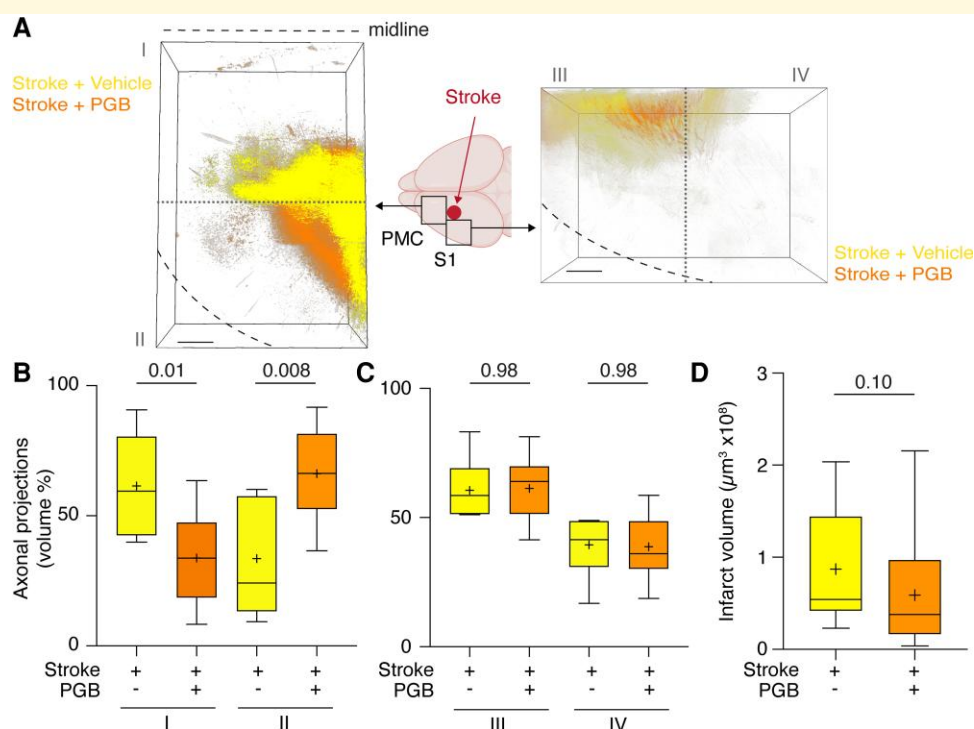 A
midline
I
Stroke + Vehicle
Stroke + PGB
II
Stroke
PMC
S1
III
IV
Stroke + Vehicle
Stroke + PGB
B
0.01
0.008
100
50
0
Axonal projections
(volume %)
Stroke + + + +
PGB - + - +
I
II
C
0.98
0.98
100
50
0
+ + + +
- + - +
III
IV
D
0.10
3
2
1
0
Infarct volume (µm³ x10⁸)
Stroke + +
PGB - +